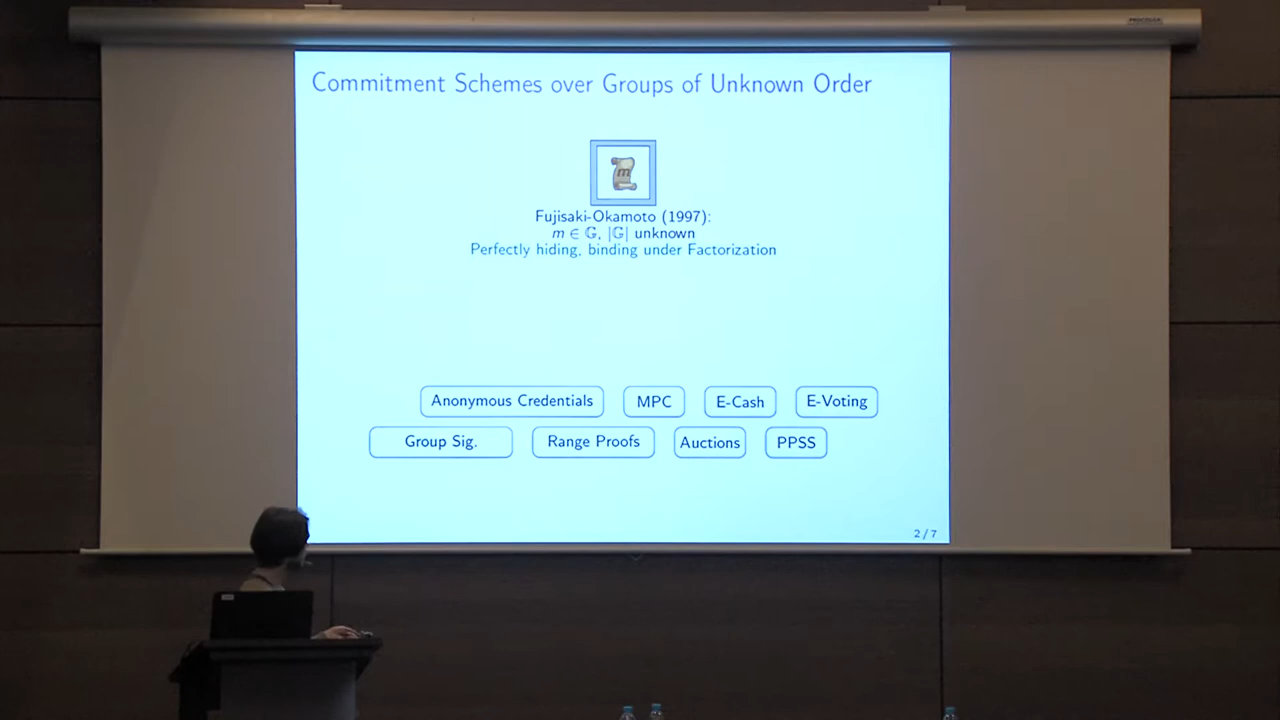 PROCOLOR
Commitment Schemes over Groups of Unknown Order
m
Fujisaki-Okamoto (1997):
m ∈ 𝔾, |𝔾| unknown
Perfectly hiding, binding under Factorization
Anonymous Credentials MPC E-Cash E-Voting
Group Sig. Range Proofs Auctions PPSS
2 / 7